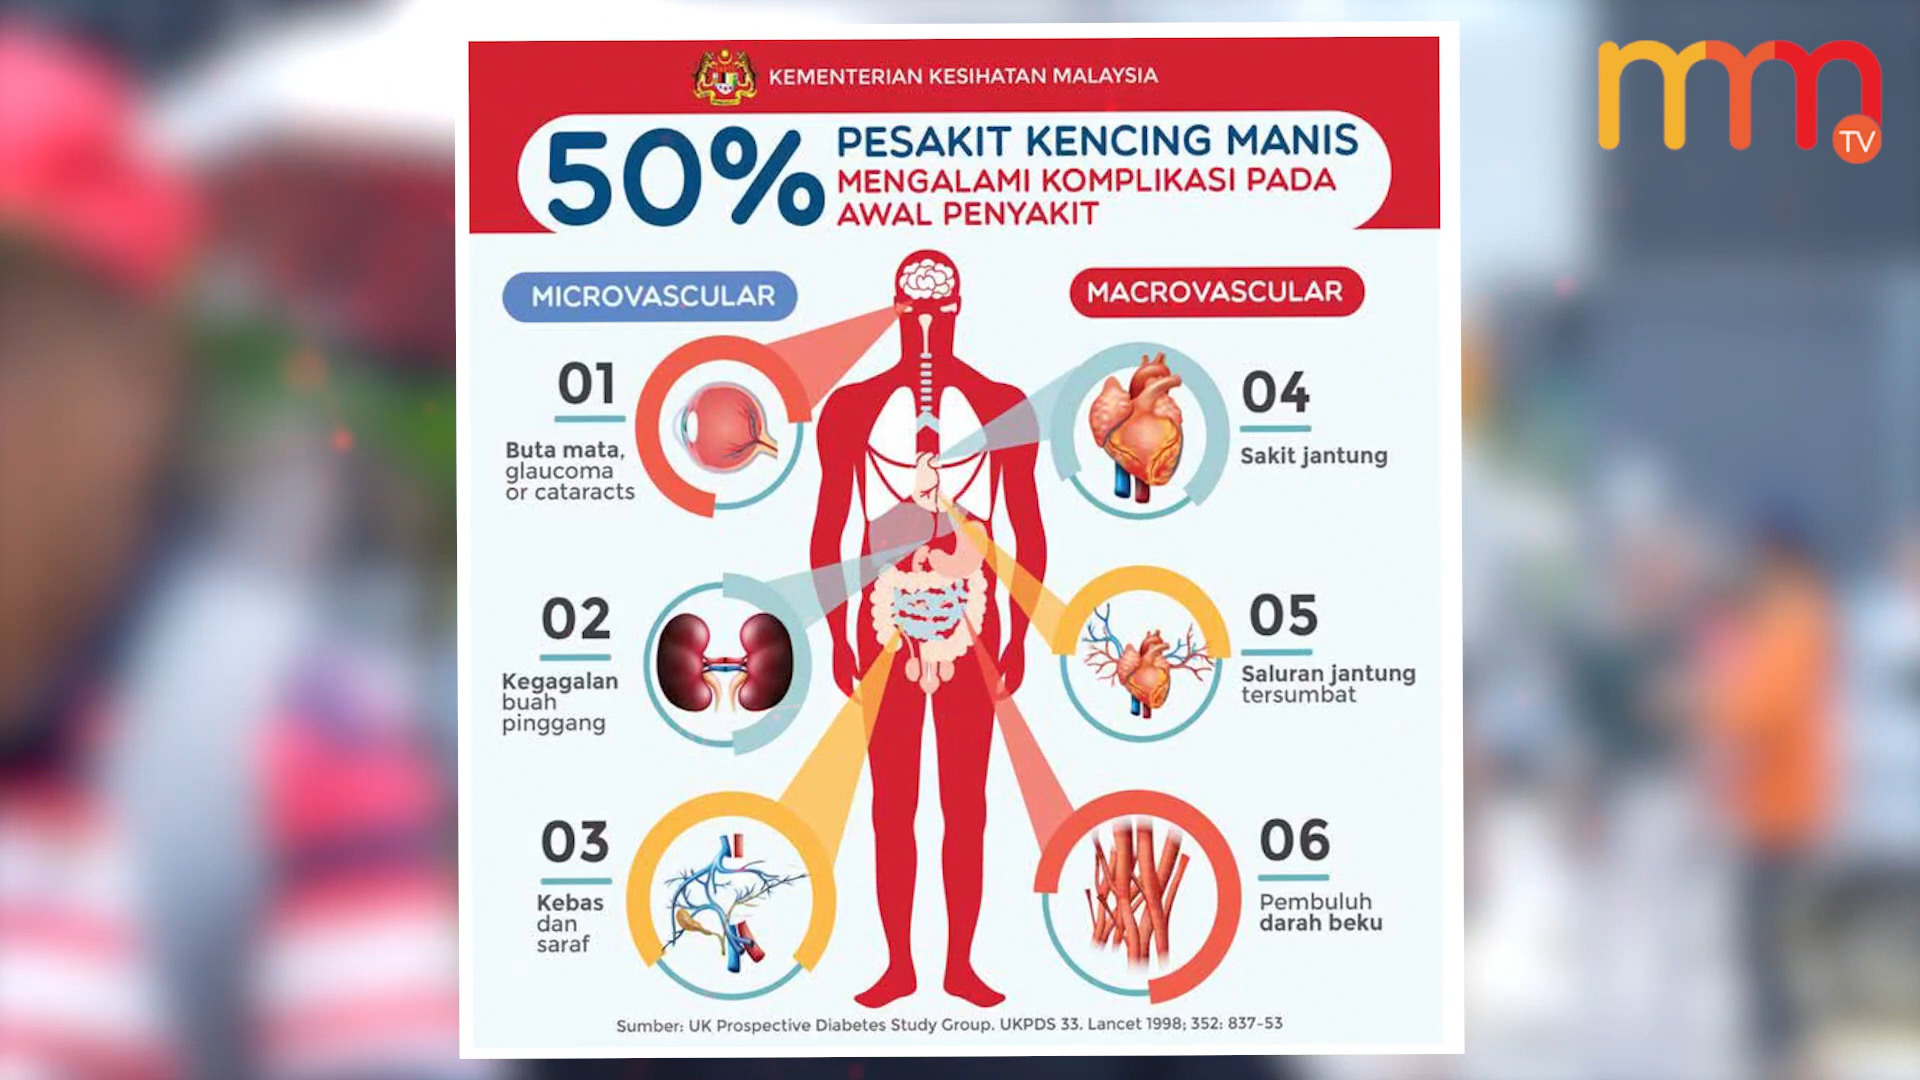 KEMENTERIAN KESIHATAN MALAYSIA
50%
PESAKIT KENCING MANIS
MENGALAMI KOMPLIKASI PADA
AWAL PENYAKIT
MICROVASCULAR
01
Buta mata,
glaucoma
or cataracts
02
Kegagalan
buah
pinggang
03
Kebas
dan
saraf
MACROVASCULAR
04
Sakit jantung
05
Saluran jantung
tersumbat
06
Pembuluh
darah beku
Sumber: UK Prospective Diabetes Study Group. UKPDS 33. Lancet 1998; 352: 837-53
mm
TV